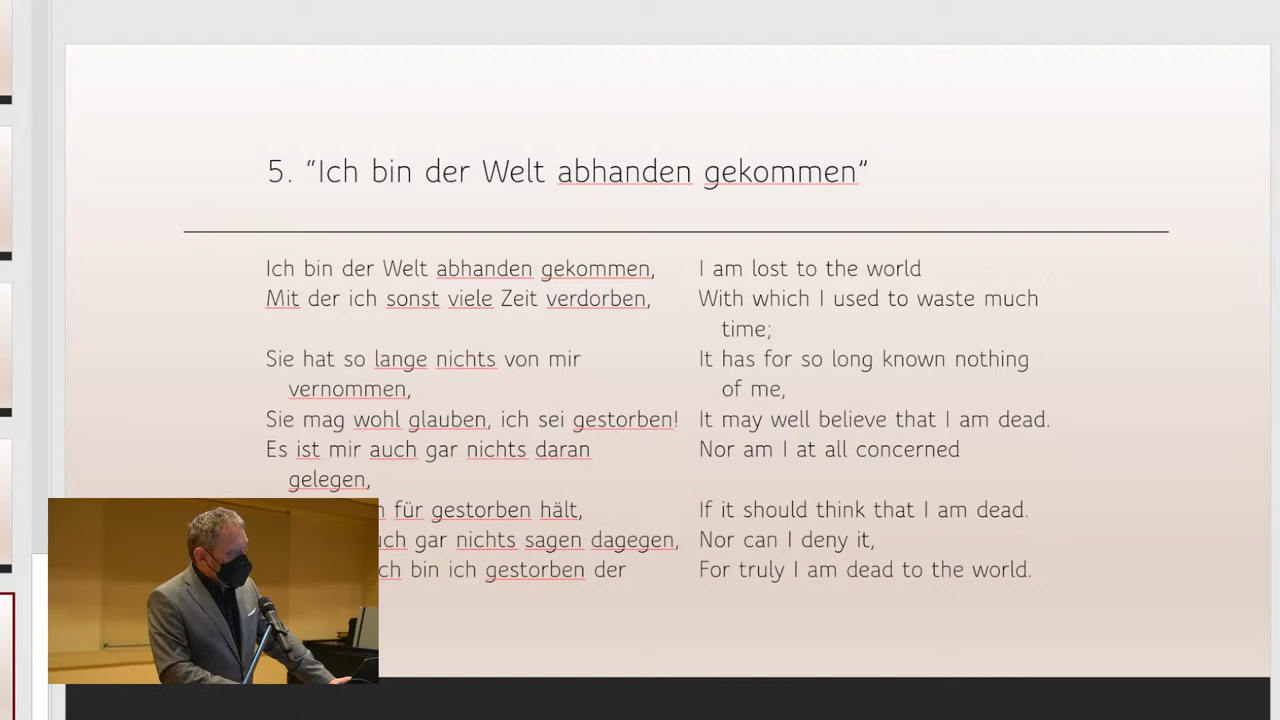 5. “Ich bin der Welt abhanden gekommen”
Ich bin der Welt abhanden gekommen,
Mit der ich sonst viele Zeit verdorben,
Sie hat so lange nichts von mir
vernommen,
Sie mag wohl glauben, ich sei gestorben!
Es ist mir auch gar nichts daran
gelegen,
für gestorben hält,
gar nichts sagen dagegen,
bin ich gestorben der
I am lost to the world
With which I used to waste much
time;
It has for so long known nothing
of me,
It may well believe that I am dead.
Nor am I at all concerned
If it should think that I am dead.
Nor can I deny it,
For truly I am dead to the world.